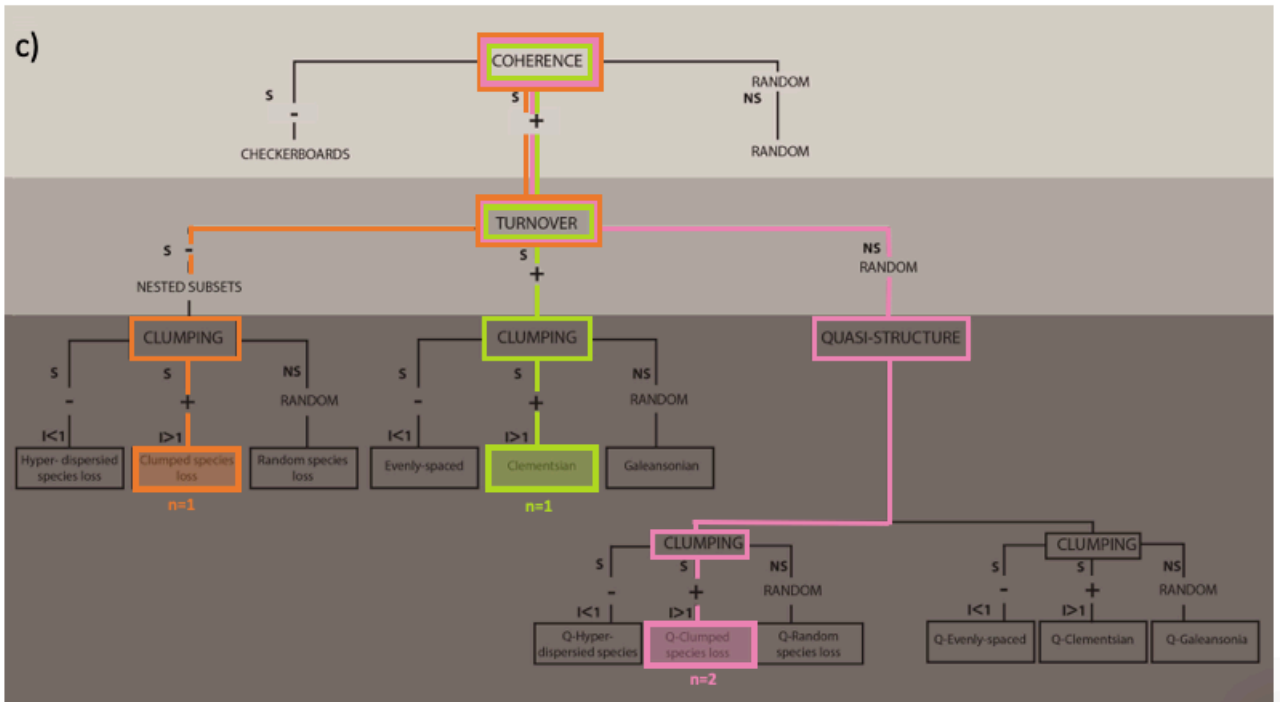 c)
COHERENCE
S
-
CHECKERBOARDS
S
+
RANDOM
NS
RANDOM
TURNOVER
S -
NESTED SUBSETS
S
+
NS
RANDOM
CLUMPING
S
-
I<1
Hyper- dispersied
species loss
S
+
I>1
Clumped species
loss
n=1
NS
RANDOM
Random species
loss
CLUMPING
S
-
I<1
Evenly-spaced
S
+
I>1
Clementsian
n=1
NS
RANDOM
Galeansonian
QUASI-STRUCTURE
CLUMPING
S
-
I<1
Q-Hyper-
dispersied species
S
+
I>1
Q-Clumped
species loss
n=2
NS
RANDOM
Q-Random
species loss
CLUMPING
S
-
I<1
Q-Evenly-spaced
S
+
I>1
Q-Clementsian
NS
RANDOM
Q-Galeansonia